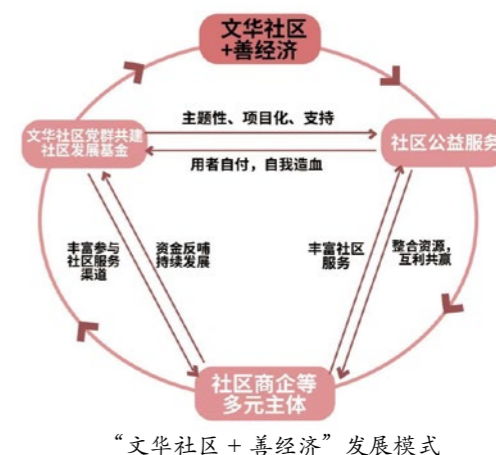 文华社区
+善经济
主题性、项目化、支持
文华社区党群共建
社区发展基金
社区公益服务
用者自付，自我造血
丰富参与
社区服务
渠道
资金反哺
持续发展
丰富社区
服务
整合资源，
互利共赢
社区商企等
多元主体
“文华社区 + 善经济”发展模式